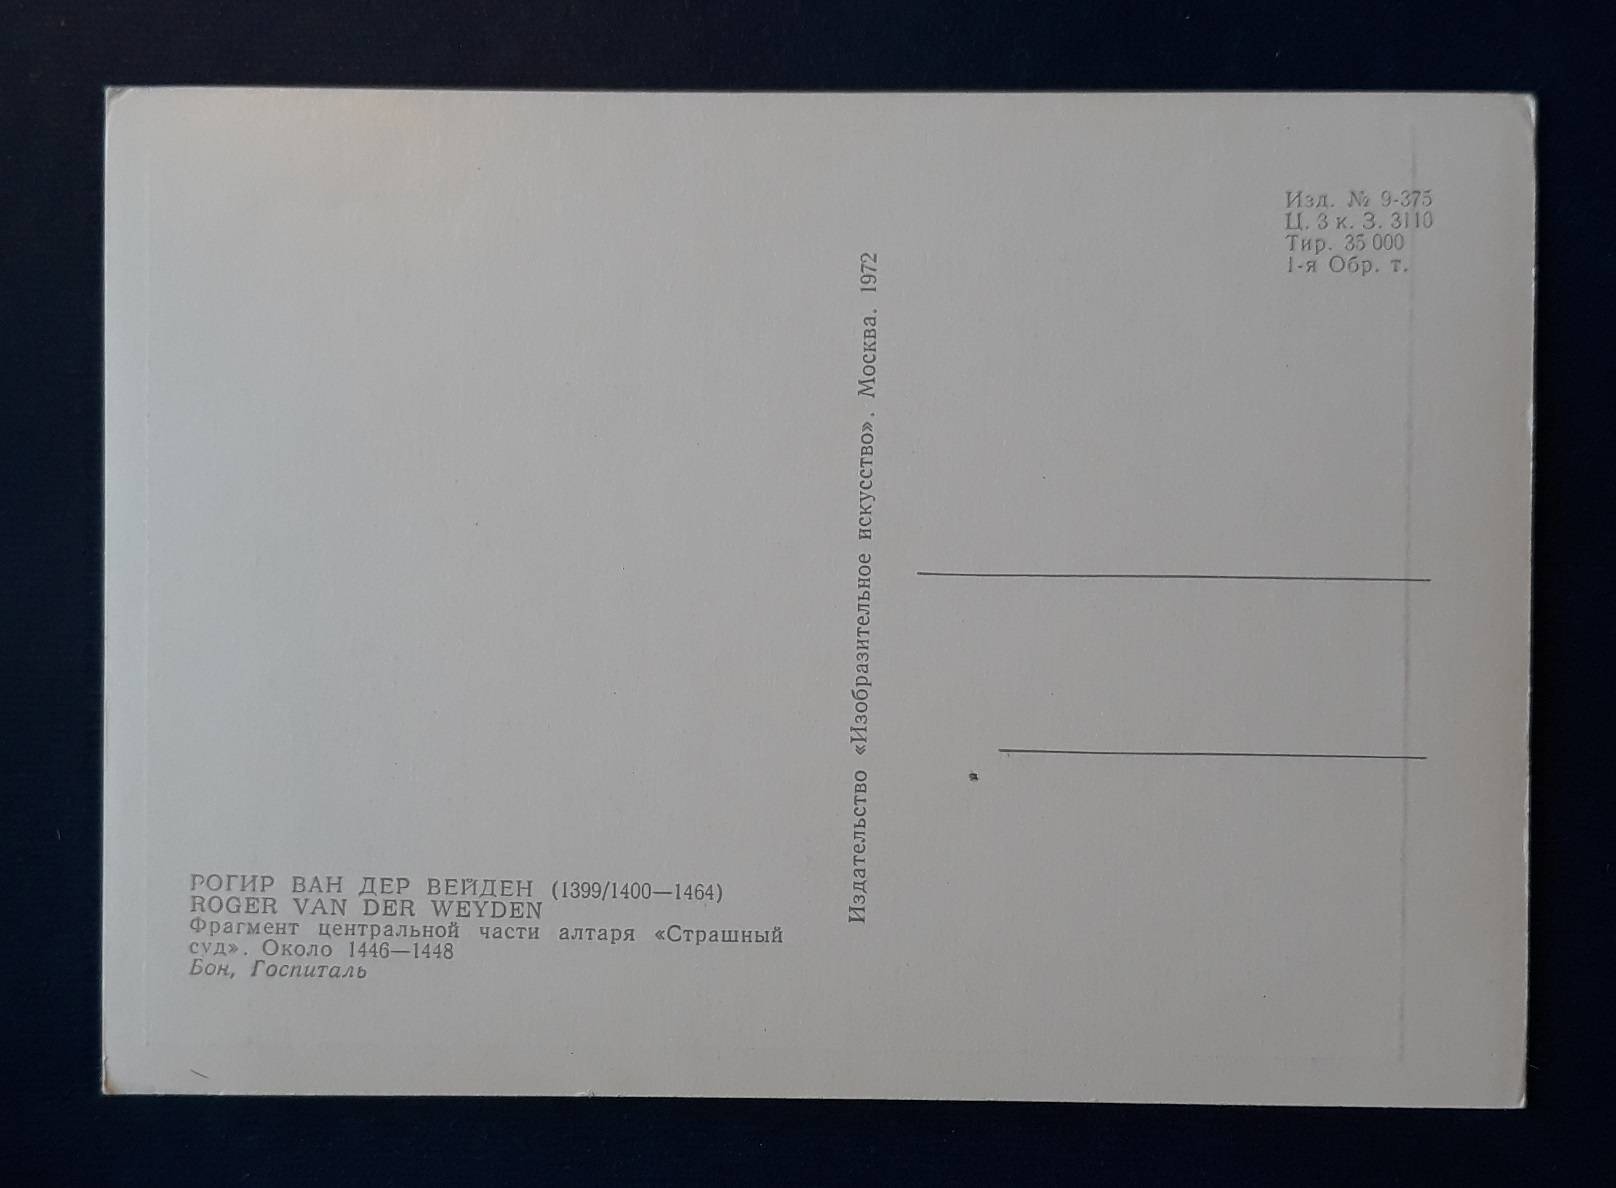 РОГИР ВАН ДЕР ВЕЙДЕН (1399/1400—1464)
ROGER VAN DER WEYDEN
Фрагмент центральной части алтаря «Страшный
суд». Около 1446—1448
Бон, Госпиталь
Издательство «Изобразительное искусство». Москва. 1972
Изд. № 9-375
Ц. 3 к. З. 3110
Тир. 35 000
1-я Обр. т.